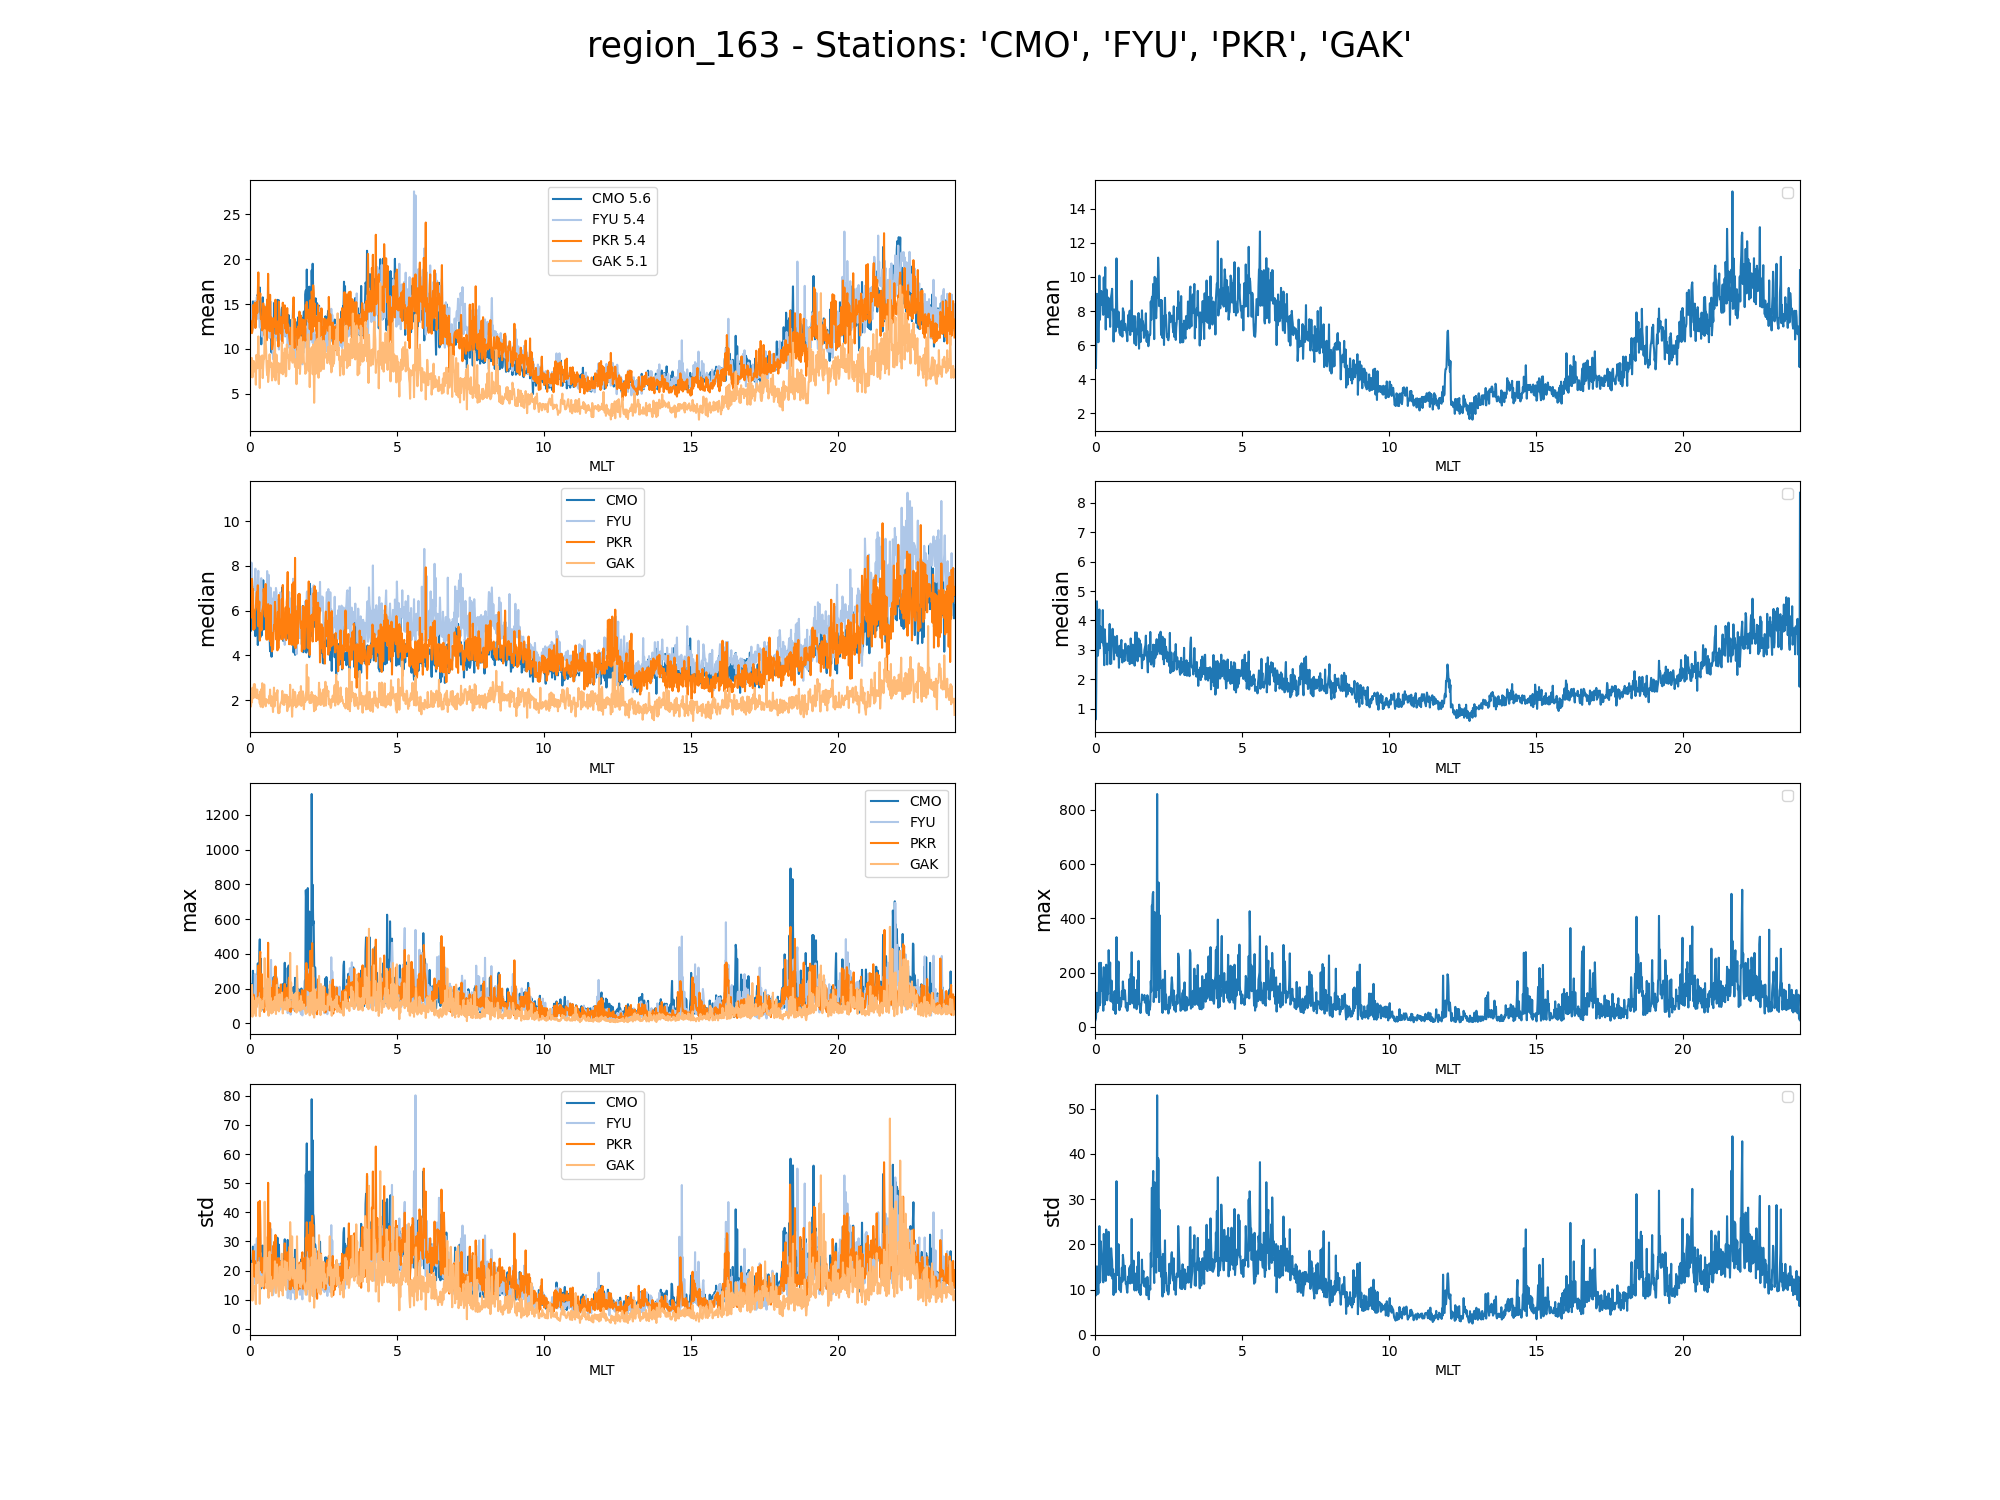 region_163 - Stations: 'CMO', 'FYU', 'PKR', 'GAK'
mean
25
20
15
10
5
CMO 5.6
FYU 5.4
PKR 5.4
GAK 5.1
0 5 10 15 20
MLT
mean
14
12
10
8
6
4
2
0 5 10 15 20
MLT
median
10
8
6
4
2
CMO
FYU
PKR
GAK
0 5 10 15 20
MLT
median
8
7
6
5
4
3
2
1
0 5 10 15 20
MLT
max
1200
1000
800
600
400
200
0
CMO
FYU
PKR
GAK
0 5 10 15 20
MLT
max
800
600
400
200
0
0 5 10 15 20
MLT
std
80
70
60
50
40
30
20
10
0
CMO
FYU
PKR
GAK
0 5 10 15 20
MLT
std
50
40
30
20
10
0
0 5 10 15 20
MLT